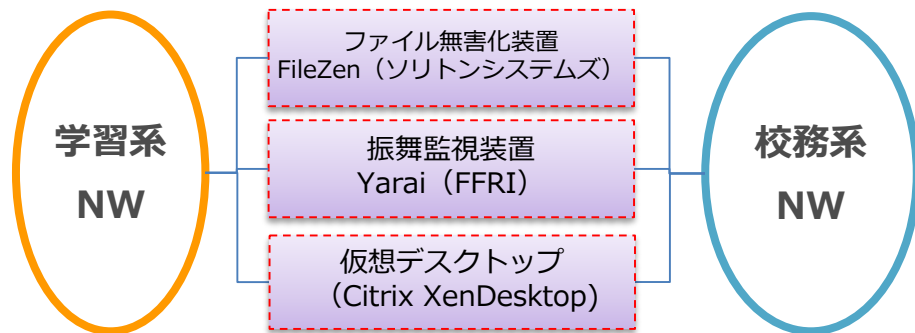 学習系
NW
ファイル無害化装置
FileZen（ソリトンシステムズ）
振舞監視装置
Yarai（FFRI）
仮想デスクトップ
（Citrix XenDesktop)
校務系
NW